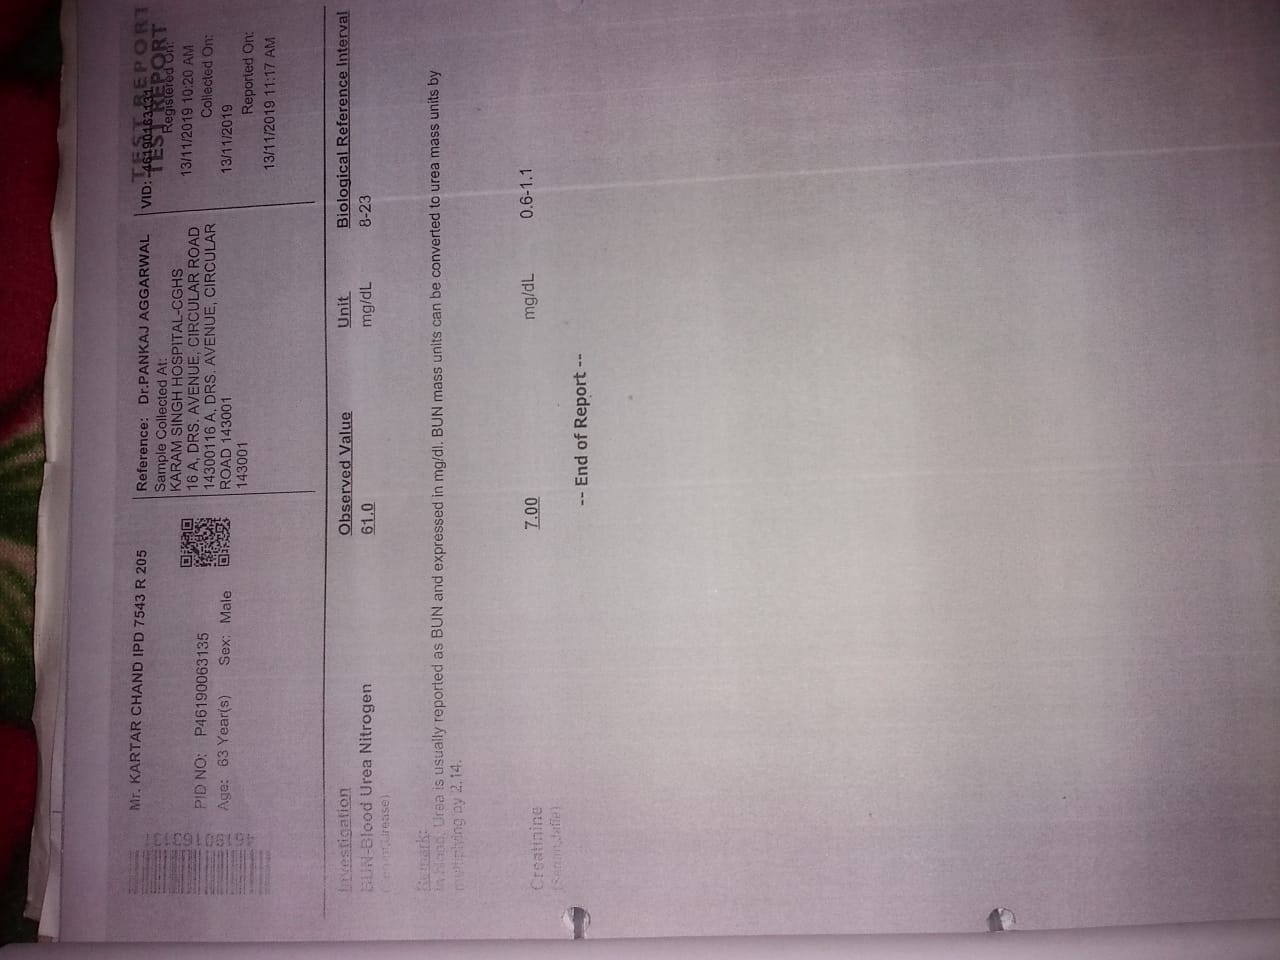 TEST REPORT
TEST REPORT
Mr. KARTAR CHAND IPD 7543 R 205
PID NO: P46190063135
Age: 63 Year(s) Sex: Male
Reference: Dr.PANKAJ AGGARWAL
Sample Collected At:
KARAM SINGH HOSPITAL-CGHS
16 A, DRS. AVENUE, CIRCULAR ROAD
14300116 A, DRS. AVENUE, CIRCULAR
ROAD 143001
143001
VID: 46190163131
Registered On:
13/11/2019 10:20 AM
Collected On:
13/11/2019
Reported On:
13/11/2019 11:17 AM
Investigation Observed Value Unit Biological Reference Interval
BUN-Blood Urea Nitrogen 61.0 mg/dL 8-23
Remark:
In blood, Urea is usually reported as BUN and expressed in mg/dl. BUN mass units can be converted to urea mass units by
multiplying by 2.14.
Creatinine 7.00 mg/dL 0.6-1.1
-- End of Report --